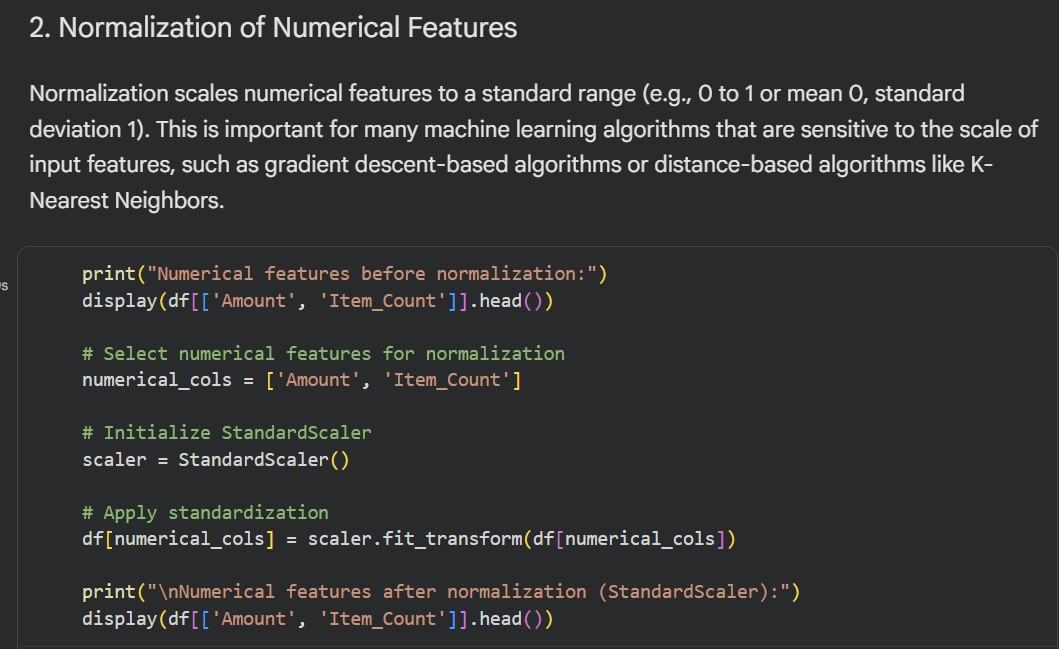 2. Normalization of Numerical Features
Normalization scales numerical features to a standard range (e.g., 0 to 1 or mean 0, standard
deviation 1). This is important for many machine learning algorithms that are sensitive to the scale of
input features, such as gradient descent-based algorithms or distance-based algorithms like K-
Nearest Neighbors.
s
print("Numerical features before normalization:")
display(df[['Amount', 'Item_Count']].head())
# Select numerical features for normalization
numerical_cols = ['Amount', 'Item_Count']
# Initialize StandardScaler
scaler = StandardScaler()
# Apply standardization
df[numerical_cols] = scaler.fit_transform(df[numerical_cols])
print("\nNumerical features after normalization (StandardScaler):")
display(df[['Amount', 'Item_Count']].head())